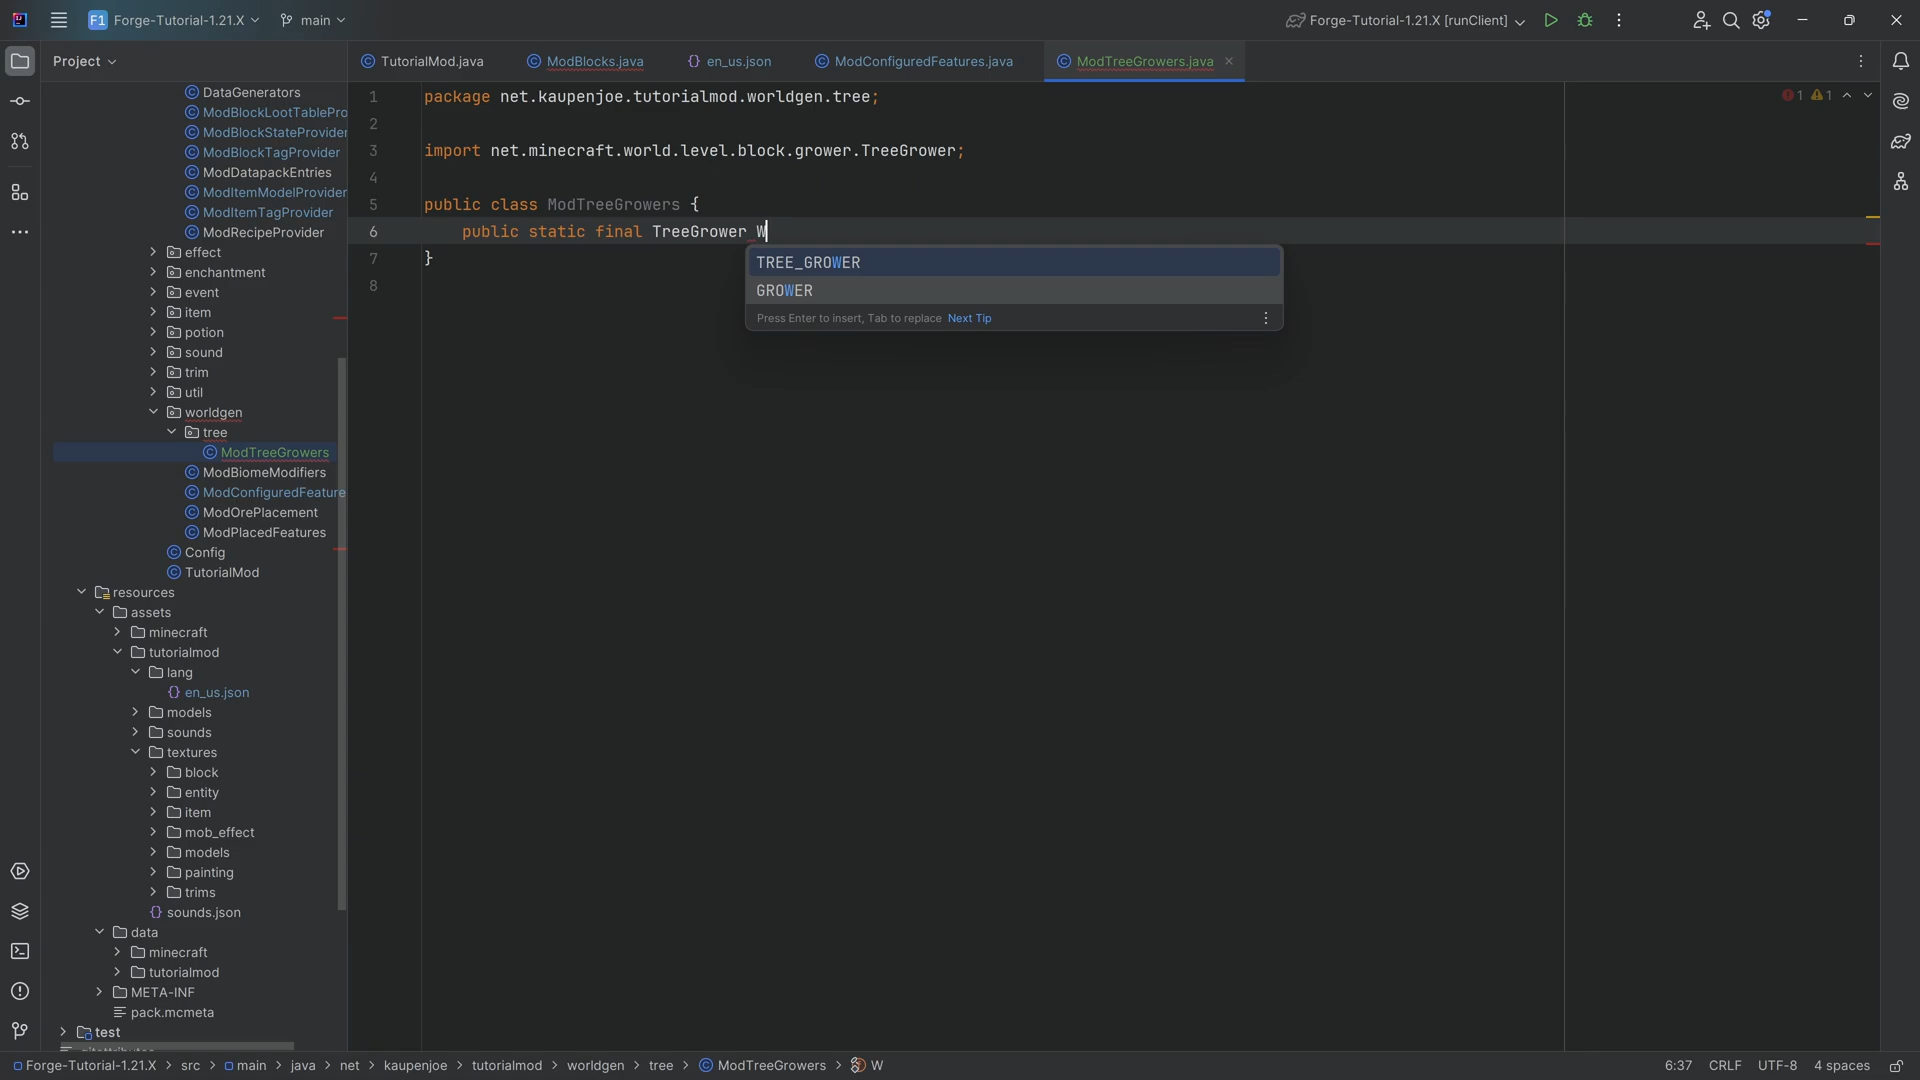 F1 Forge-Tutorial-1.21.X main Forge-Tutorial-1.21.X [runClient]
Project
TutorialMod.java ModBlocks.java {} en_us.json ModConfiguredFeatures.java ModTreeGrowers.java
DataGenerators
ModBlockLootTablePro
ModBlockStateProvider
ModBlockTagProvider
ModDatapackEntries
ModItemModelProvider
ModItemTagProvider
ModRecipeProvider
effect
enchantment
event
item
potion
sound
trim
util
worldgen
tree
ModTreeGrowers
ModBiomeModifiers
ModConfiguredFeature
ModOrePlacement
ModPlacedFeatures
Config
TutorialMod
resources
assets
minecraft
tutorialmod
lang
{} en_us.json
models
sounds
textures
block
entity
item
mob_effect
models
painting
trims
{} sounds.json
data
minecraft
tutorialmod
META-INF
pack.mcmeta
test
1 package net.kaupenjoe.tutorialmod.worldgen.tree;
2
3 import net.minecraft.world.level.block.grower.TreeGrower;
4
5 public class ModTreeGrowers {
6 public static final TreeGrower W
7 }
8
1 1
TREE_GROWER
GROWER
Press Enter to insert, Tab to replace Next Tip
Forge-Tutorial-1.21.X > src > main > java > net > kaupenjoe > tutorialmod > worldgen > tree > ModTreeGrowers > W 6:37 CRLF UTF-8 4 spaces